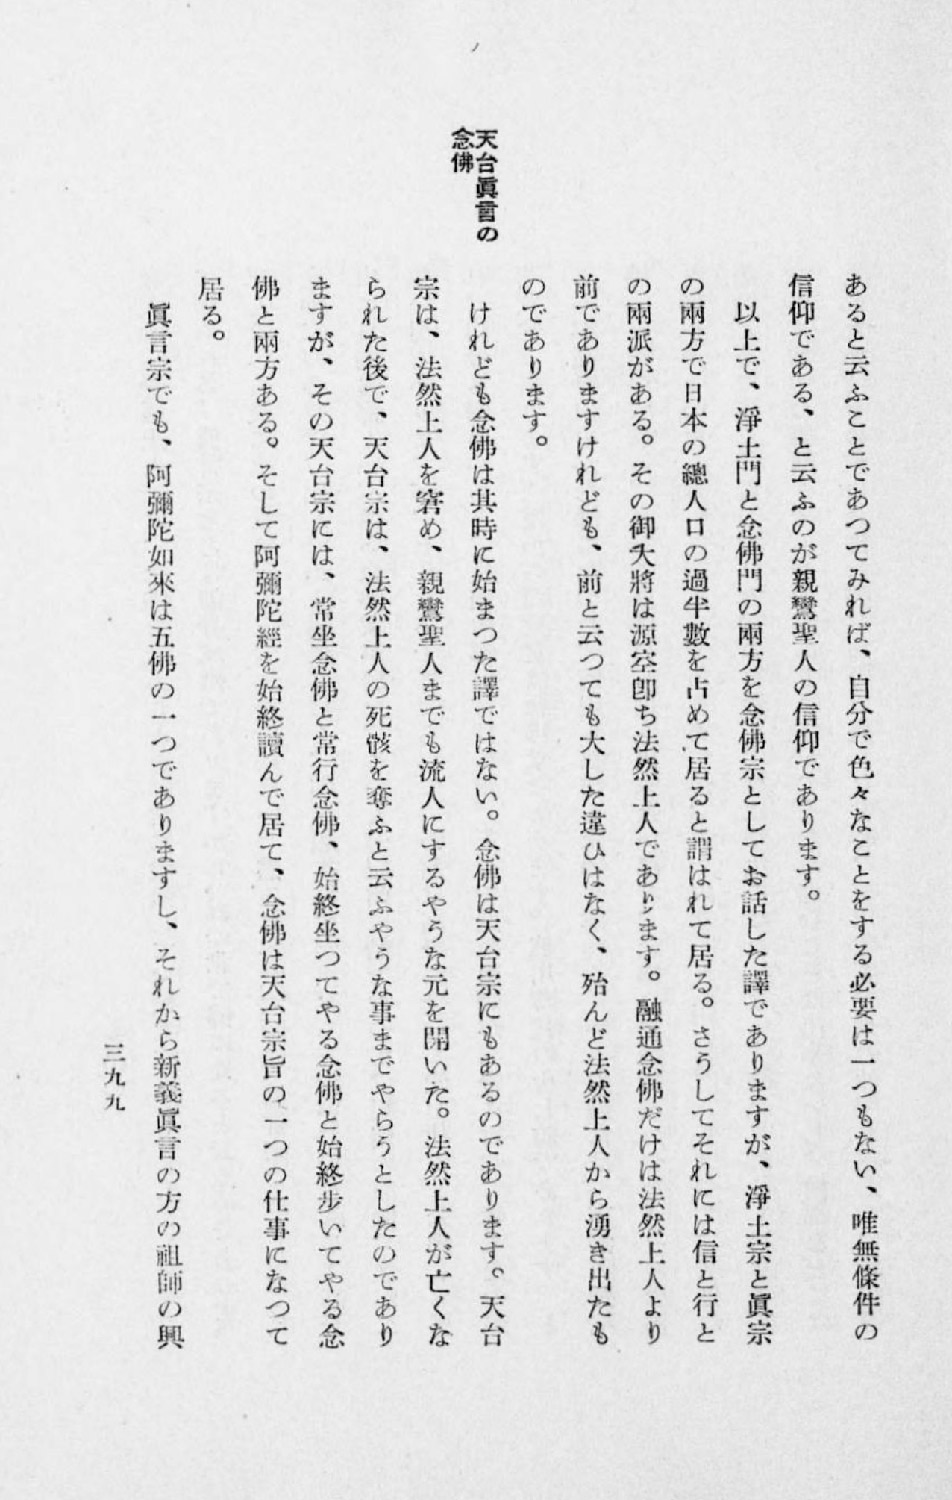 あると云ふことであつてみれば、自分で色々なことをする必要は一つもない、唯無條件の
信仰である、と云ふのが親鸞聖人の信仰であります。
以上で、淨土門と念佛門の兩方を念佛宗としてお話した譯でありますが、淨土宗と眞宗
の兩方で日本の總人口の過半數を占めて居ると謂はれて居る。さうしてそれには信と行と
の兩派がある。その御大將は源空卽ち法然上人であります。融通念佛だけは法然上人より
前でありますけれども、前と云つても大した違ひはなく、殆んど法然上人から湧き出たも
のであります。
天台眞言の
念佛
けれども念佛は其時に始まつた譯ではない。念佛は天台宗にもあるのであります。天台
宗は、法然上人を窘め、親鸞聖人までも流人にするやうな元を開いた。法然上人が亡くな
られた後で、天台宗は、法然上人の死骸を奪ふと云ふやうな事までやらうとしたのであり
ますが、その天台宗には、常坐念佛と常行念佛、始終坐つてやる念佛と始終步いてやる念
佛と兩方ある。そして阿彌陀經を始終讀んで居て、念佛は天台宗旨の一つの仕事になつて
居る。
眞言宗でも、阿彌陀如來は五佛の一つでありますし、それから新義眞言の方の祖師の興
三九九